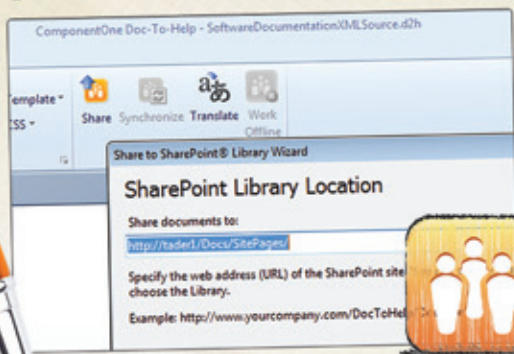 ComponentOne Doc-To-Help - SoftwareDocumentationXMLSource.d2h
Share Synchronize Translate Work
Offline
Share to SharePoint® Library Wizard
SharePoint Library Location
Share documents to:
http://tader1/Docs/SitePages/
Specify the web address (URL) of the SharePoint site
choose the Library.
Example: http://www.yourcompany.com/DocToHelp